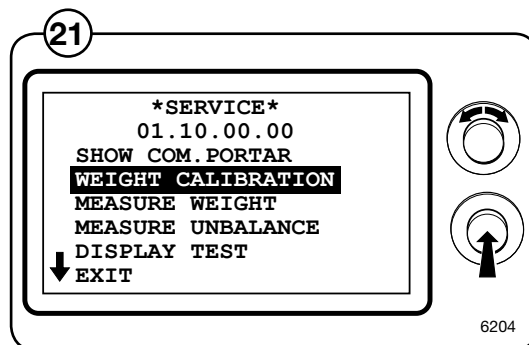 21
*SERVICE*
01.10.00.00
SHOW COM.PORTAR
WEIGHT CALIBRATION
MEASURE WEIGHT
MEASURE UNBALANCE
DISPLAY TEST
EXIT
6204